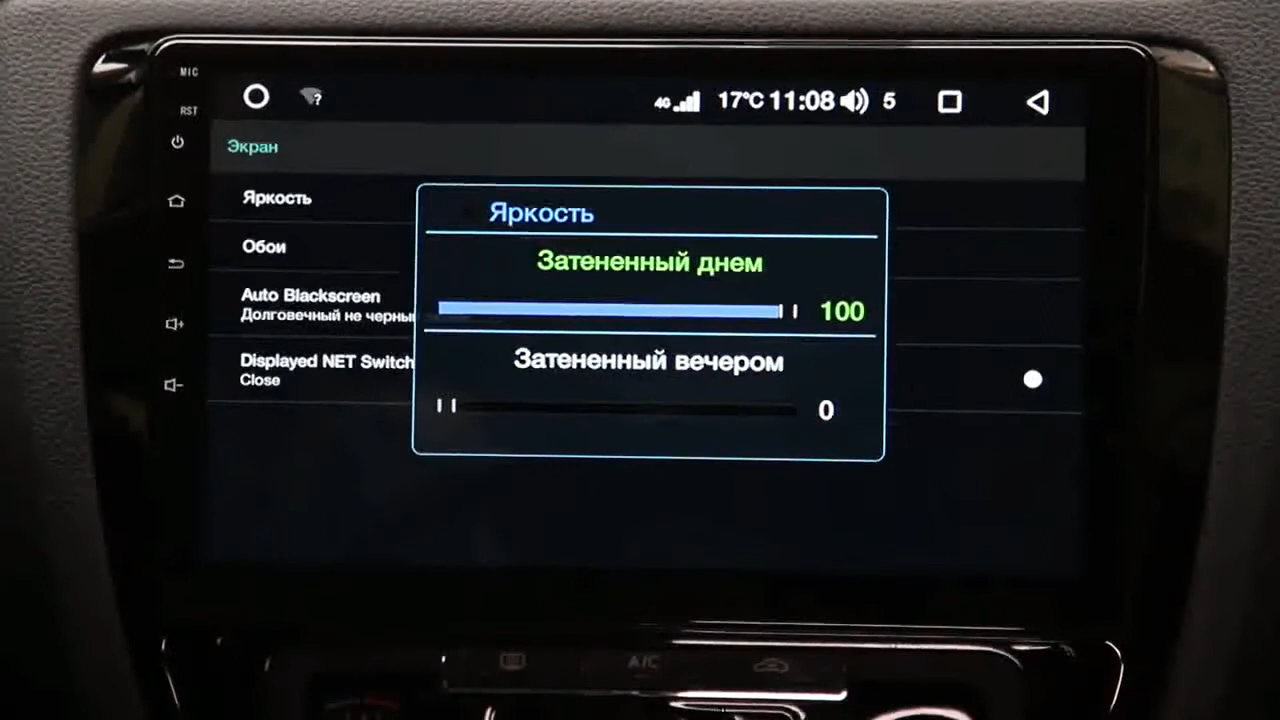 MIC
RST
4G 17°C 11:08 5
Экран
Яркость
Обои
Auto Blackscreen
Долговечный не черны
Displayed NET Switch
Close
Яркость
Затененный днем
100
Затененный вечером
0
A/C